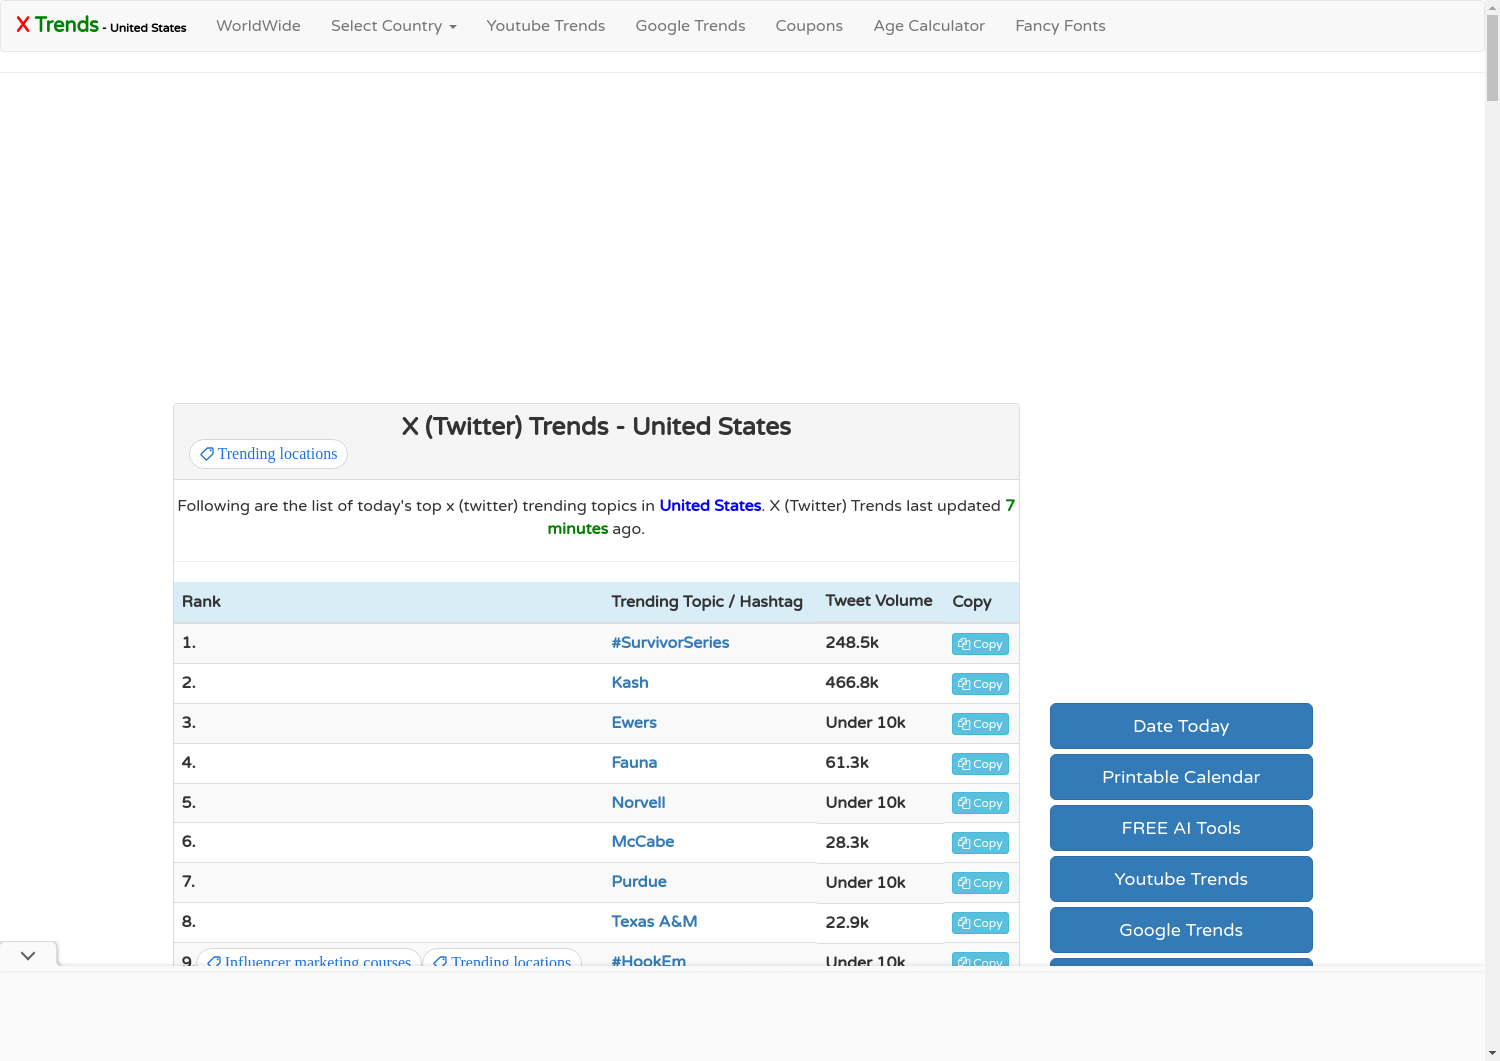 X Trends - United States WorldWide Select Country Youtube Trends Google Trends Coupons Age Calculator Fancy Fonts
X (Twitter) Trends - United States
Trending locations
Following are the list of today's top x (twitter) trending topics in United States. X (Twitter) Trends last updated 7
minutes ago.
Rank Trending Topic / Hashtag Tweet Volume Copy
1. #SurvivorSeries 248.5k Copy
2. Kash 466.8k Copy
3. Ewers Under 10k Copy
4. Fauna 61.3k Copy
5. Norvell Under 10k Copy
6. McCabe 28.3k Copy
7. Purdue Under 10k Copy
8. Texas A&M 22.9k Copy
9. Influencer marketing courses Trending locations #HookEm Under 10k Copy
Date Today
Printable Calendar
FREE AI Tools
Youtube Trends
Google Trends